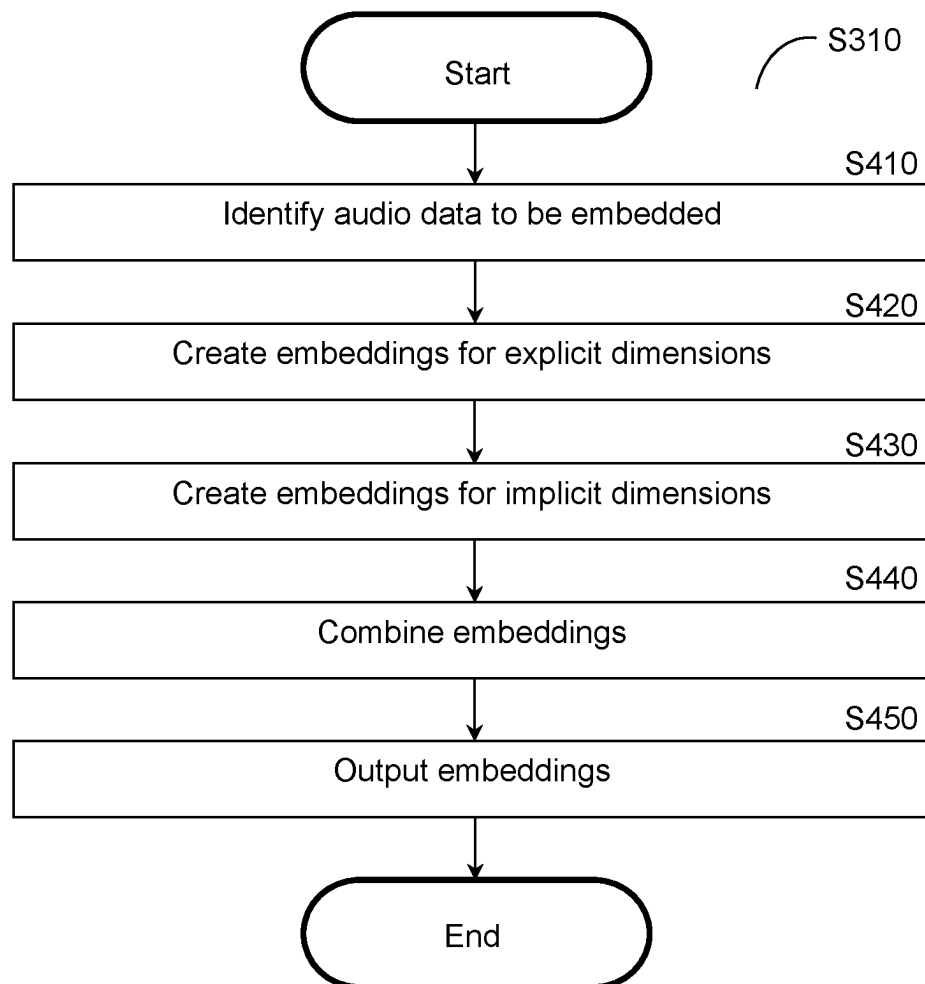 Start
S310
S410
Identify audio data to be embedded
S420
Create embeddings for explicit dimensions
S430
Create embeddings for implicit dimensions
S440
Combine embeddings
S450
Output embeddings
End